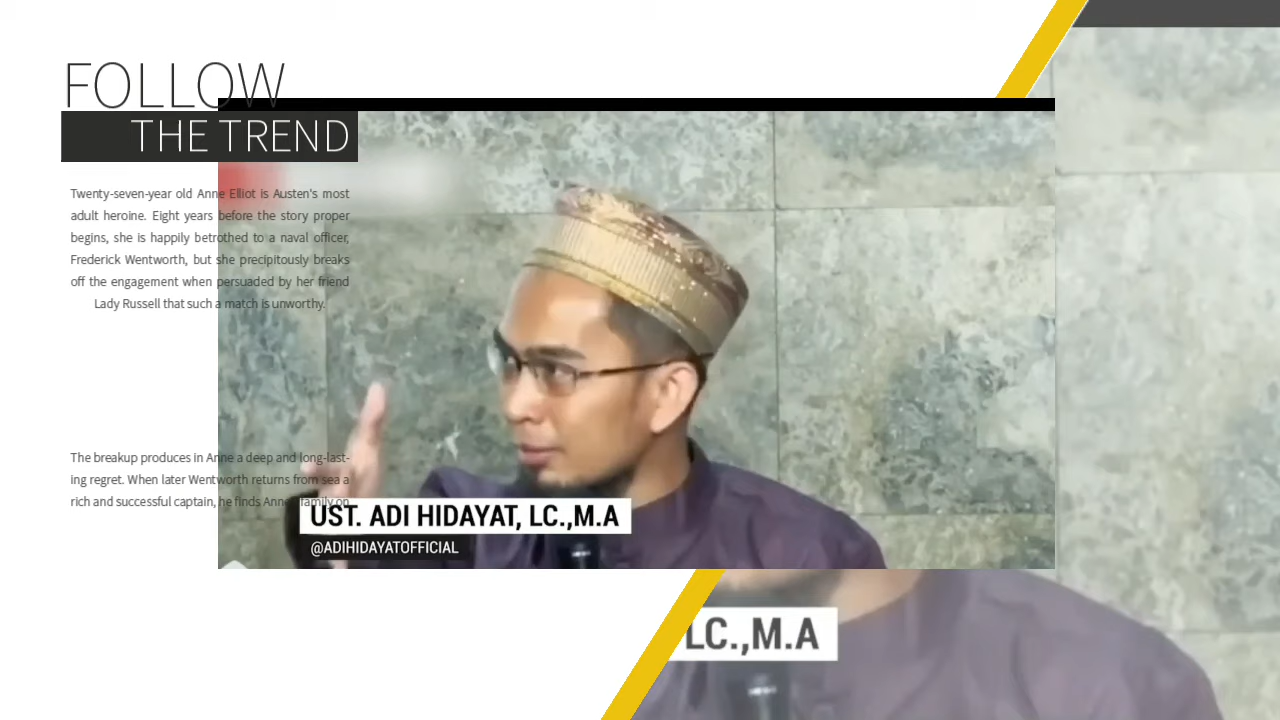 FOLLOW
THE TREND
Twenty-seven-year old Anne Elliot is Austen's most
adult heroine. Eight years before the story proper
begins, she is happily betrothed to a naval officer,
Frederick Wentworth, but she precipitously breaks
off the engagement when persuaded by her friend
Lady Russell that such a match is unworthy.
The breakup produces in Anne a deep and long-last-
ing regret. When later Wentworth returns from sea a
rich and successful captain, he finds Anne's family on
UST. ADI HIDAYAT, LC.,M.A
@ADIHIDAYATOFFICIAL
LC.,M.A